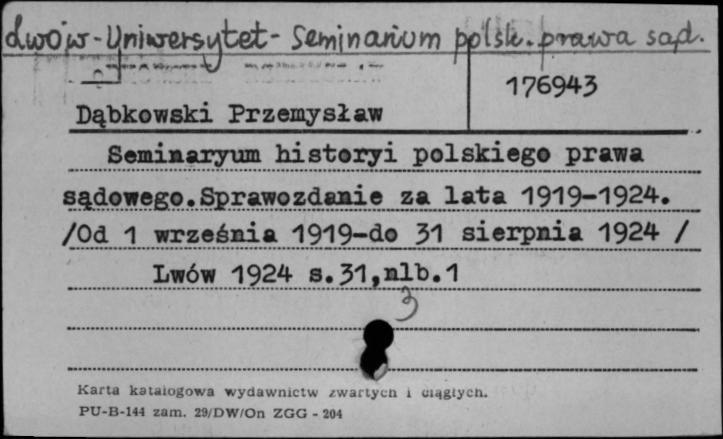 Lwów-Uniwersytet-Seminarium polsk. prawa sąd.
176943
Dąbkowski Przemysław
Seminaryum historyi polskiego prawa
sądowego.Sprawozdanie za lata 1919-1924.
/Od 1 września 1919-do 31 sierpnia 1924 /
Lwów 1924 s.31,nlb.1
3
Karta katalogowa wydawnictw zwartych i ciągłych.
PU-B-144 zam. 29/DW/On ZGG - 204